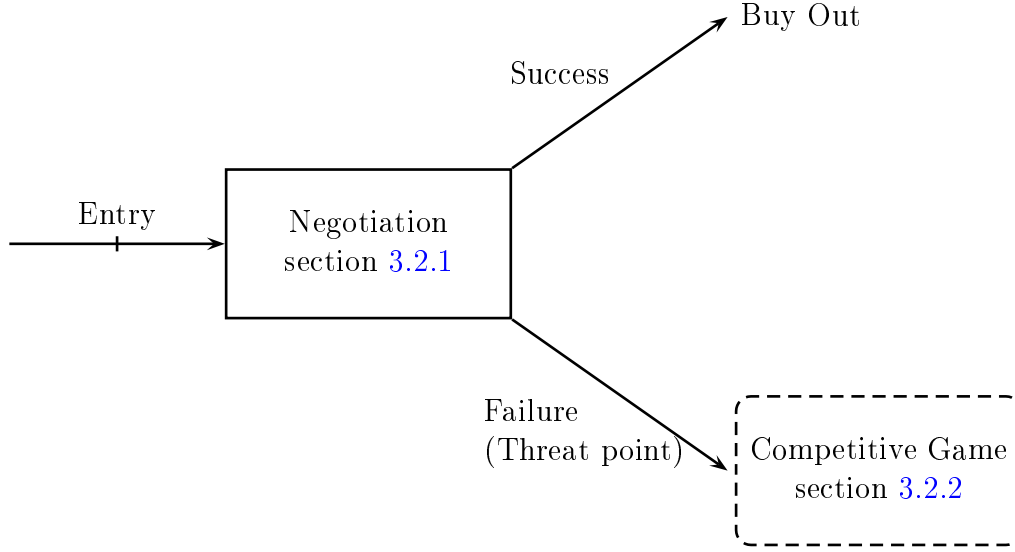 Buy Out
Success
Entry
Negotiation
section 3.2.1
Failure
(Threat point)
Competitive Game
section 3.2.2